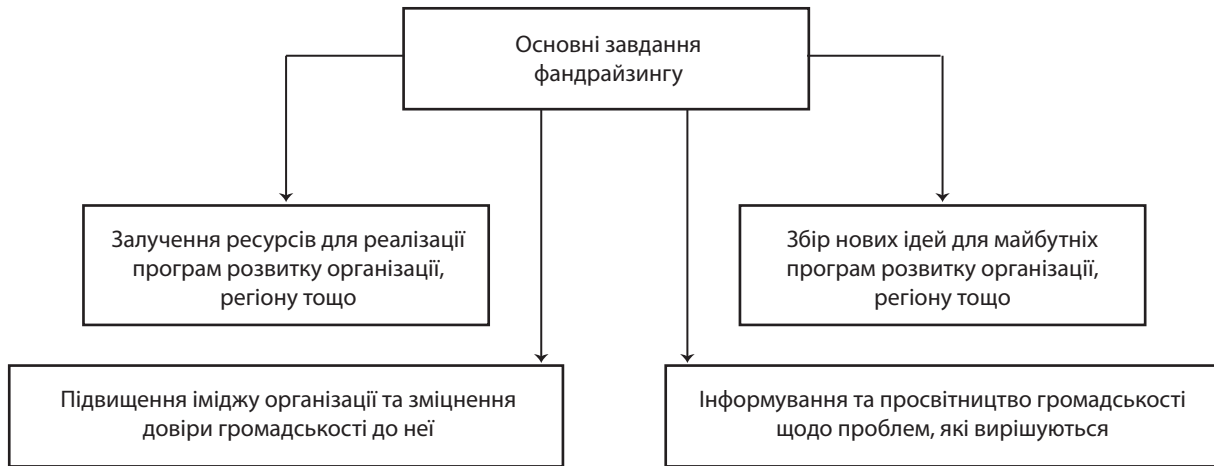 Основні завдання
фандрайзингу
Залучення ресурсів для реалізації
програм розвитку організації,
регіону тощо
Збір нових ідей для майбутніх
програм розвитку організації,
регіону тощо
Підвищення іміджу організації та зміцнення
довіри громадськості до неї
Інформування та просвітництво громадськості
щодо проблем, які вирішуються